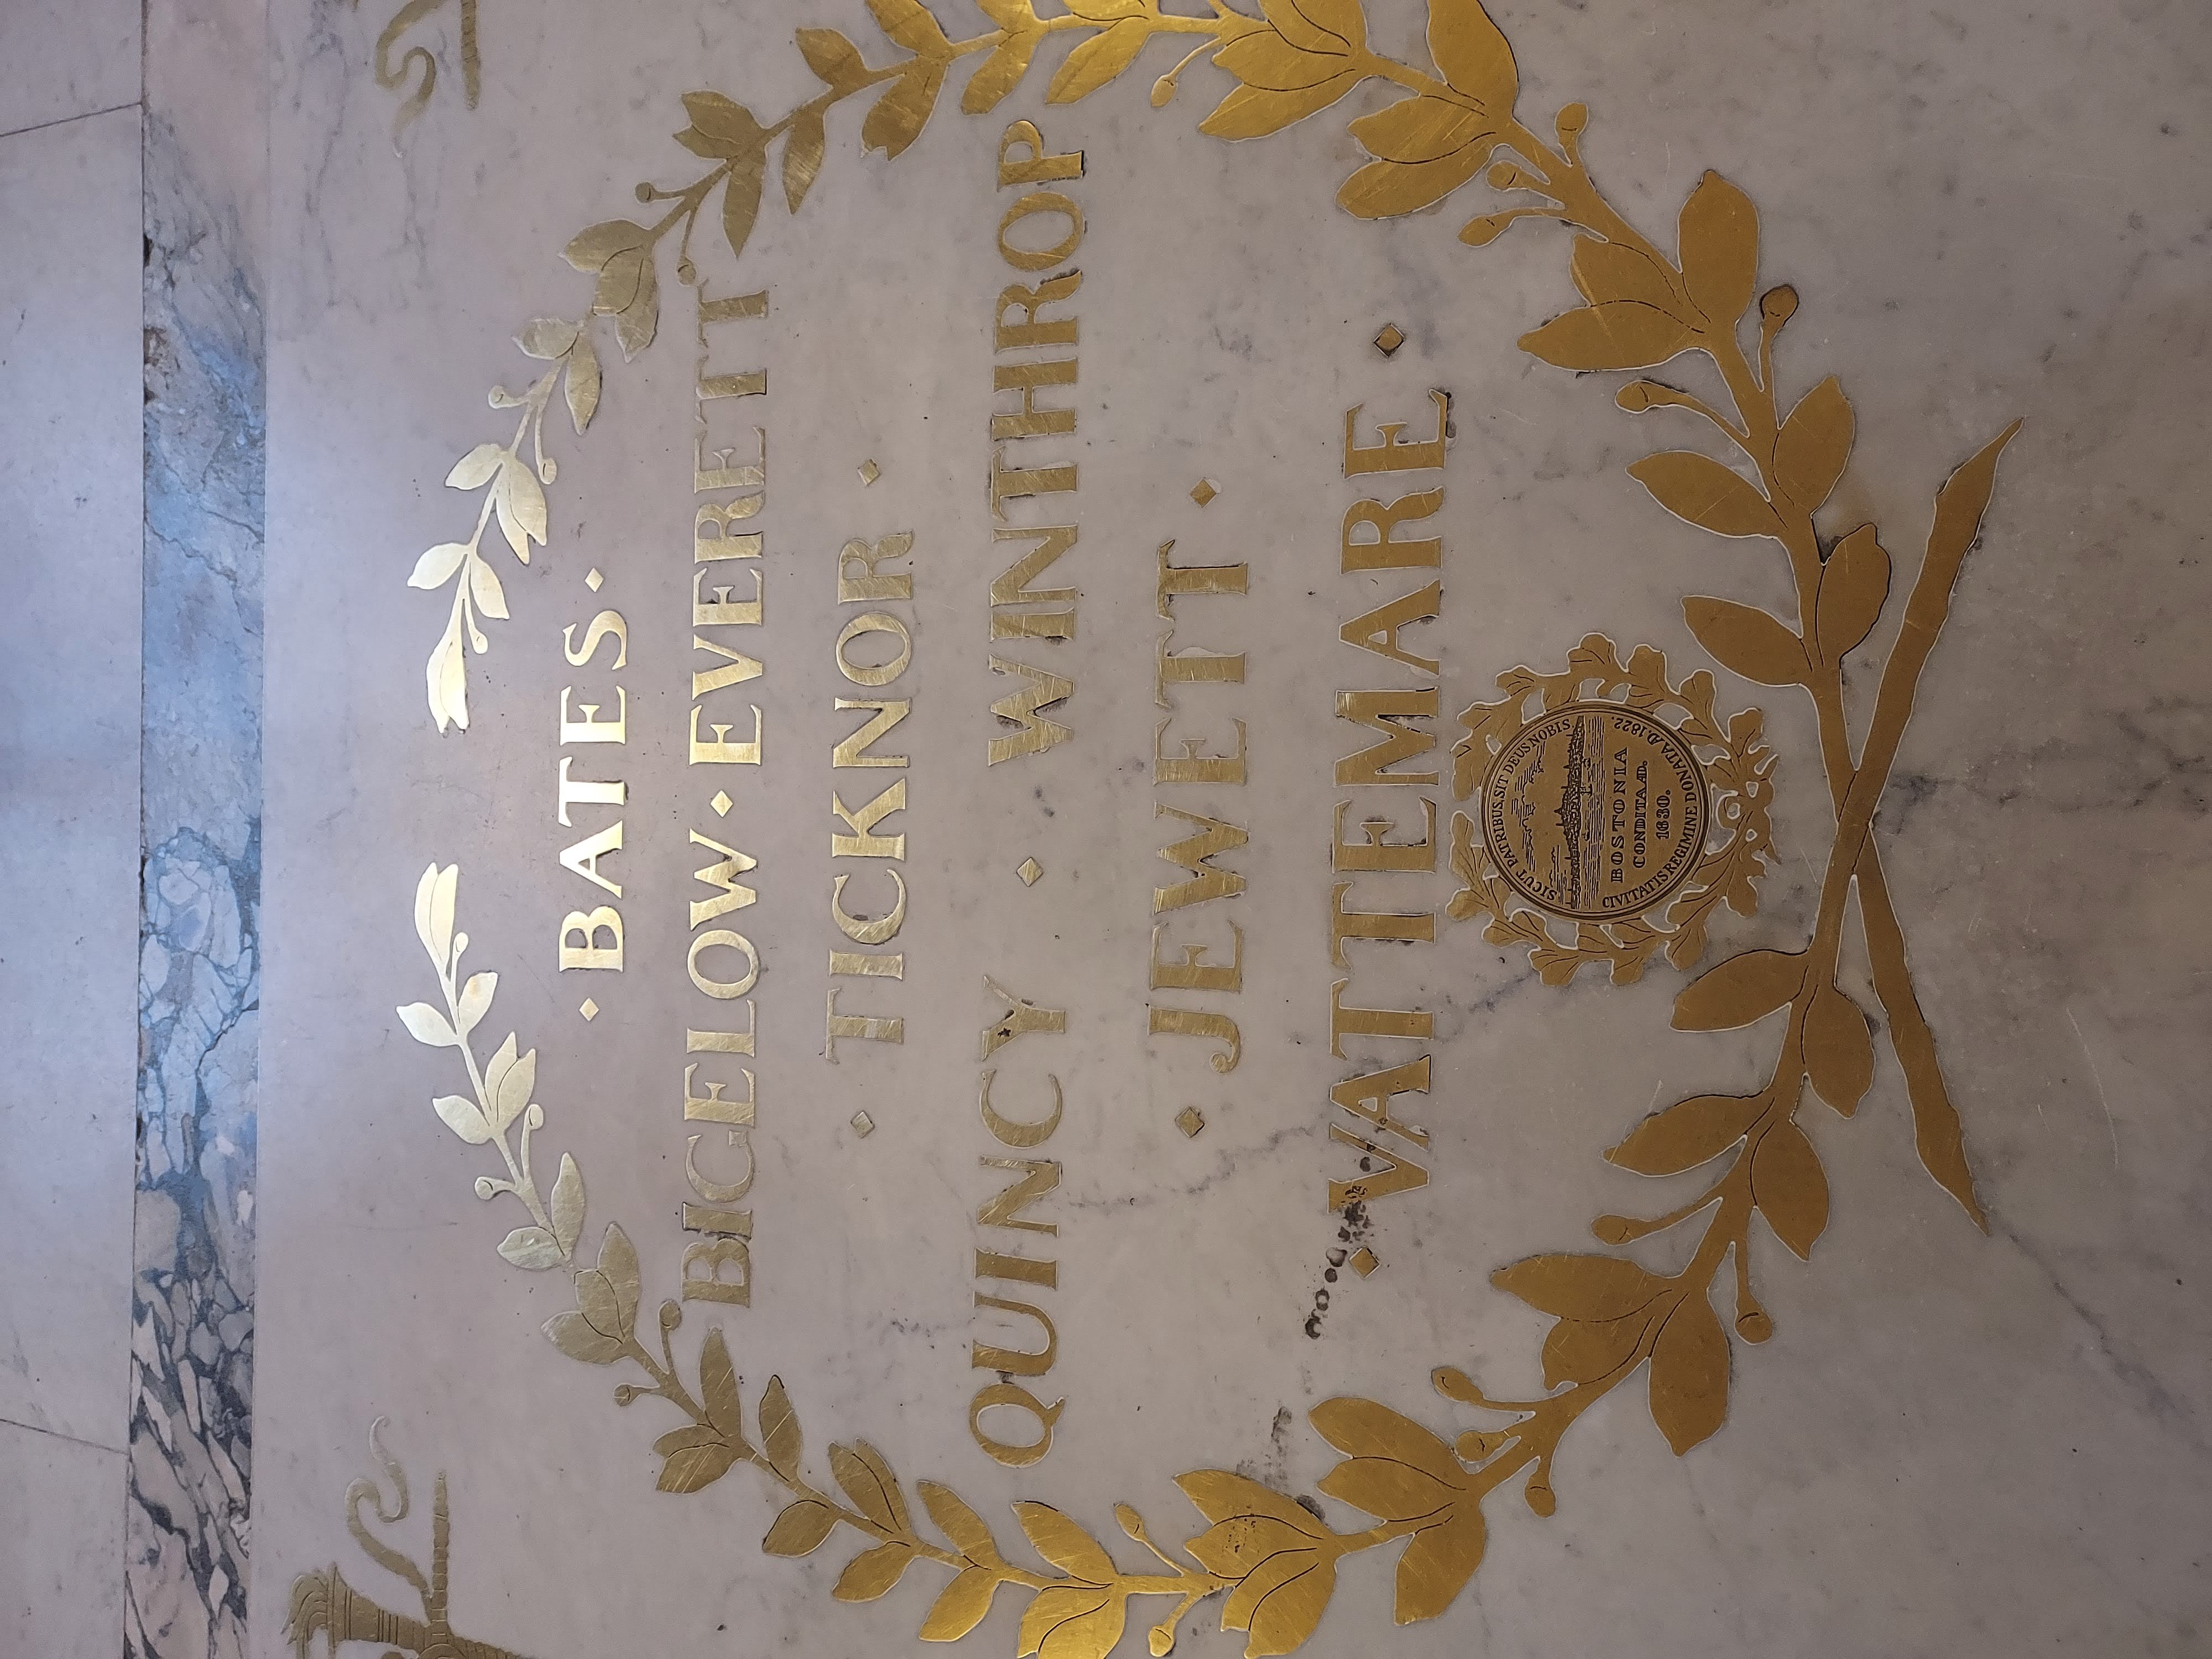 · BATES ·
BIGELOW · EVERETT
· TICKNOR ·
QUINCY · WINTHROP
· JEWETT ·
· VATTEMARE ·
SICUT PATRIBUS, SIT DEUS NOBIS
BOSTONIA
CONDITA A.D.
1630.
CIVITATIS REGIMINE DONATA A.D. 1822.